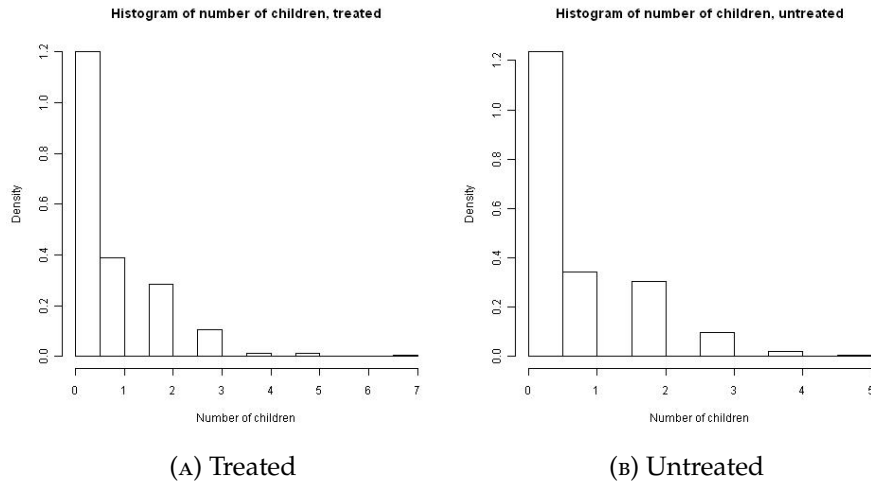 Histogram of number of children, treated
Density
0.0 0.2 0.4 0.6 0.8 1.0 1.2
0 1 2 3 4 5 6 7
Number of children
(A) Treated
Histogram of number of children, untreated
Density
0.0 0.2 0.4 0.6 0.8 1.0 1.2
0 1 2 3 4 5
Number of children
(B) Untreated